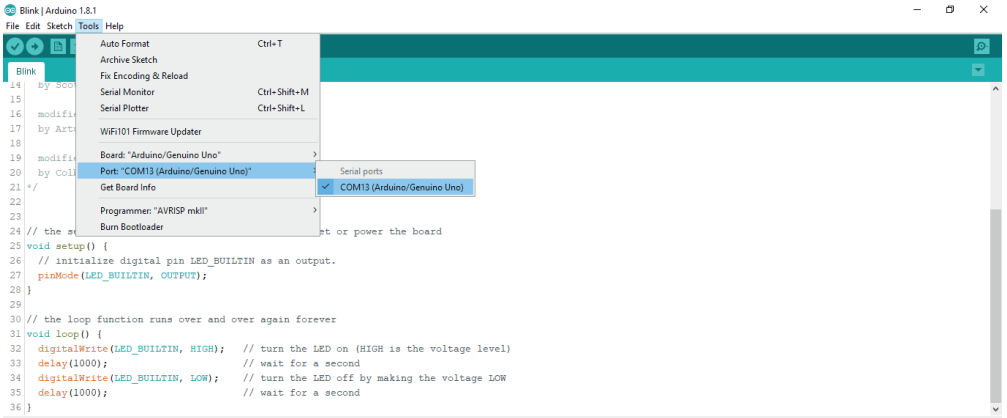 Blink | Arduino 1.8.1
File Edit Sketch Tools Help
Auto Format Ctrl+T
Archive Sketch
Fix Encoding & Reload
Serial Monitor Ctrl+Shift+M
Serial Plotter Ctrl+Shift+L
WiFi101 Firmware Updater
Board: "Arduino/Genuino Uno"
Port: "COM13 (Arduino/Genuino Uno)"
Get Board Info
Programmer: "AVRISP mkII"
Burn Bootloader
Serial ports
COM13 (Arduino/Genuino Uno)
Blink
14 by
15
16
17 by
18
19
20 by
21 */
22
23
24 // the or power the board
25 void setup() {
26 // initialize digital pin LED_BUILTIN as an output.
27 pinMode(LED_BUILTIN, OUTPUT);
28 }
29
30 // the loop function runs over and over again forever
31 void loop() {
32 digitalWrite(LED_BUILTIN, HIGH); // turn the LED on (HIGH is the voltage level)
33 delay(1000); // wait for a second
34 digitalWrite(LED_BUILTIN, LOW); // turn the LED off by making the voltage LOW
35 delay(1000); // wait for a second
36 }